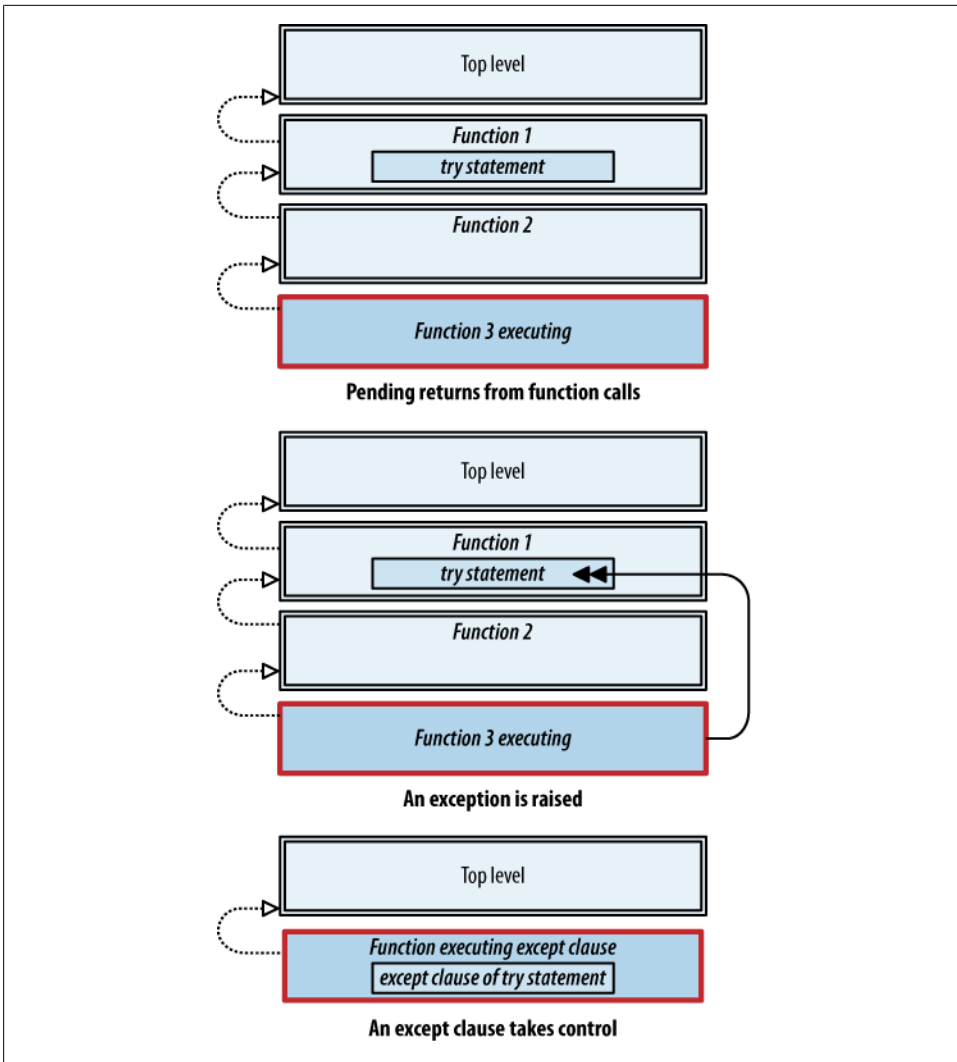 Top level
Function 1
try statement
Function 2
Function 3 executing
Pending returns from function calls
Top level
Function 1
try statement
Function 2
Function 3 executing
An exception is raised
Top level
Function executing except clause
except clause of try statement
An except clause takes control